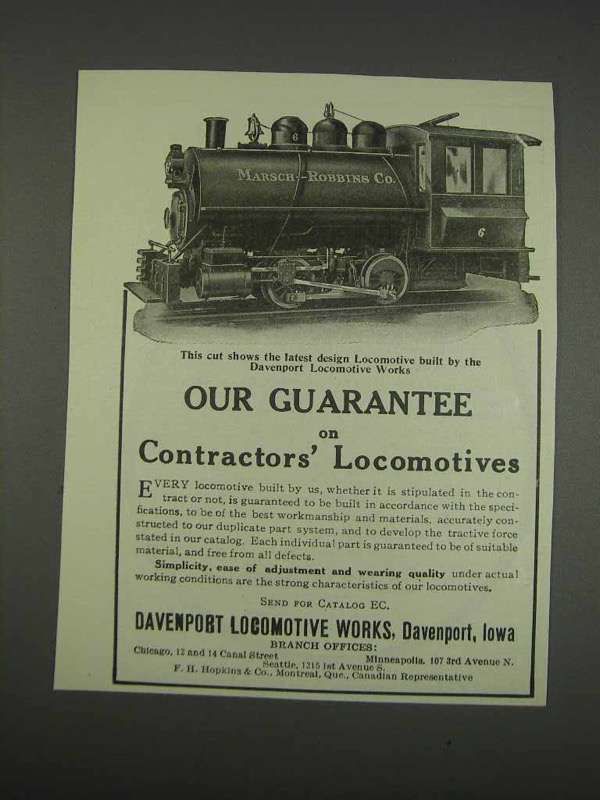 6
MARSCH-ROBBINS CO.
6
This cut shows the latest design Locomotive built by the
Davenport Locomotive Works
OUR GUARANTEE
on
Contractors' Locomotives
EVERY locomotive built by us, whether it is stipulated in the con-
tract or not, is guaranteed to be built in accordance with the speci-
fications, to be of the best workmanship and materials, accurately con-
structed to our duplicate part system, and to develop the tractive force
stated in our catalog. Each individual part is guaranteed to be of suitable
material, and free from all defects.
Simplicity, ease of adjustment and wearing quality under actual
working conditions are the strong characteristics of our locomotives.
SEND FOR CATALOG EC.
DAVENPORT LOCOMOTIVE WORKS, Davenport, Iowa
BRANCH OFFICES:
Chicago, 12 and 14 Canal Street Minneapolis, 107 3rd Avenue N.
Seattle, 1215 1st Avenue S.
F. H. Hopkins & Co., Montreal, Que., Canadian Representative